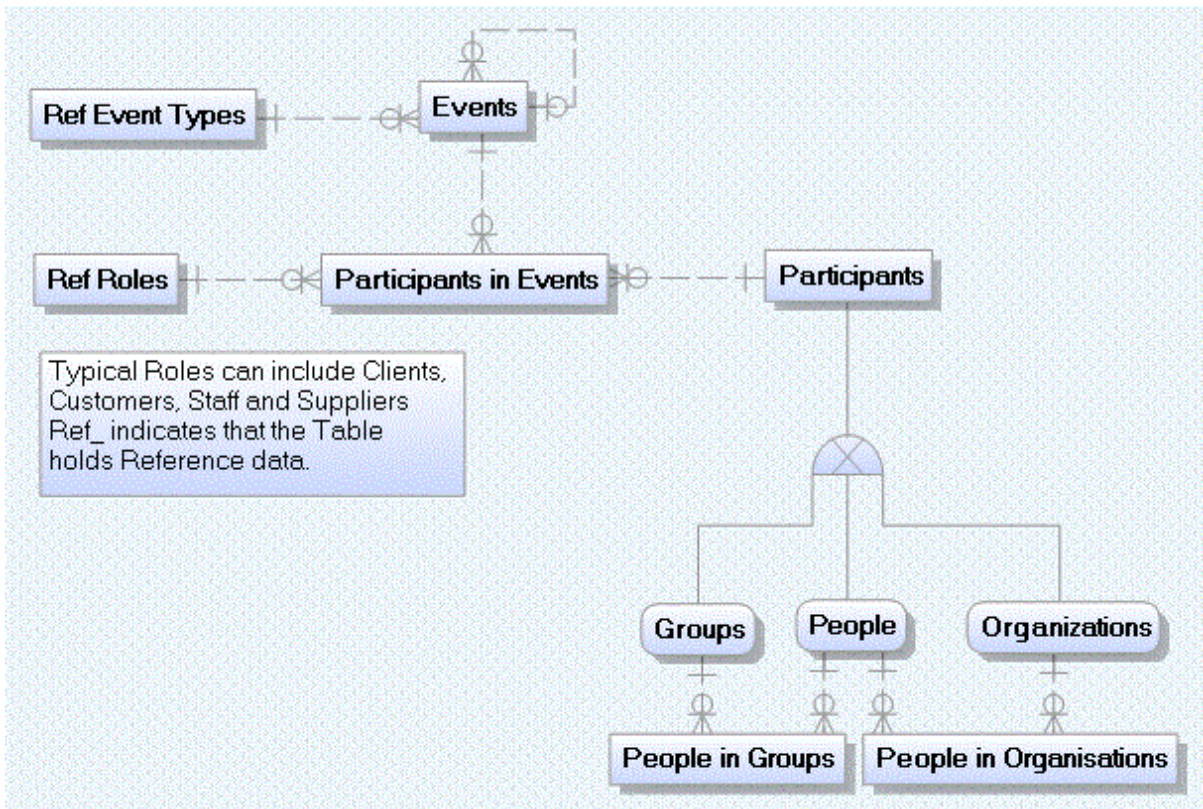 Events
Ref Event Types
Ref Roles
Participants in Events
Participants
Typical Roles can include Clients,
Customers, Staff and Suppliers
Ref_ indicates that the Table
holds Reference data.
Groups
People
Organizations
People in Groups
People in Organisations